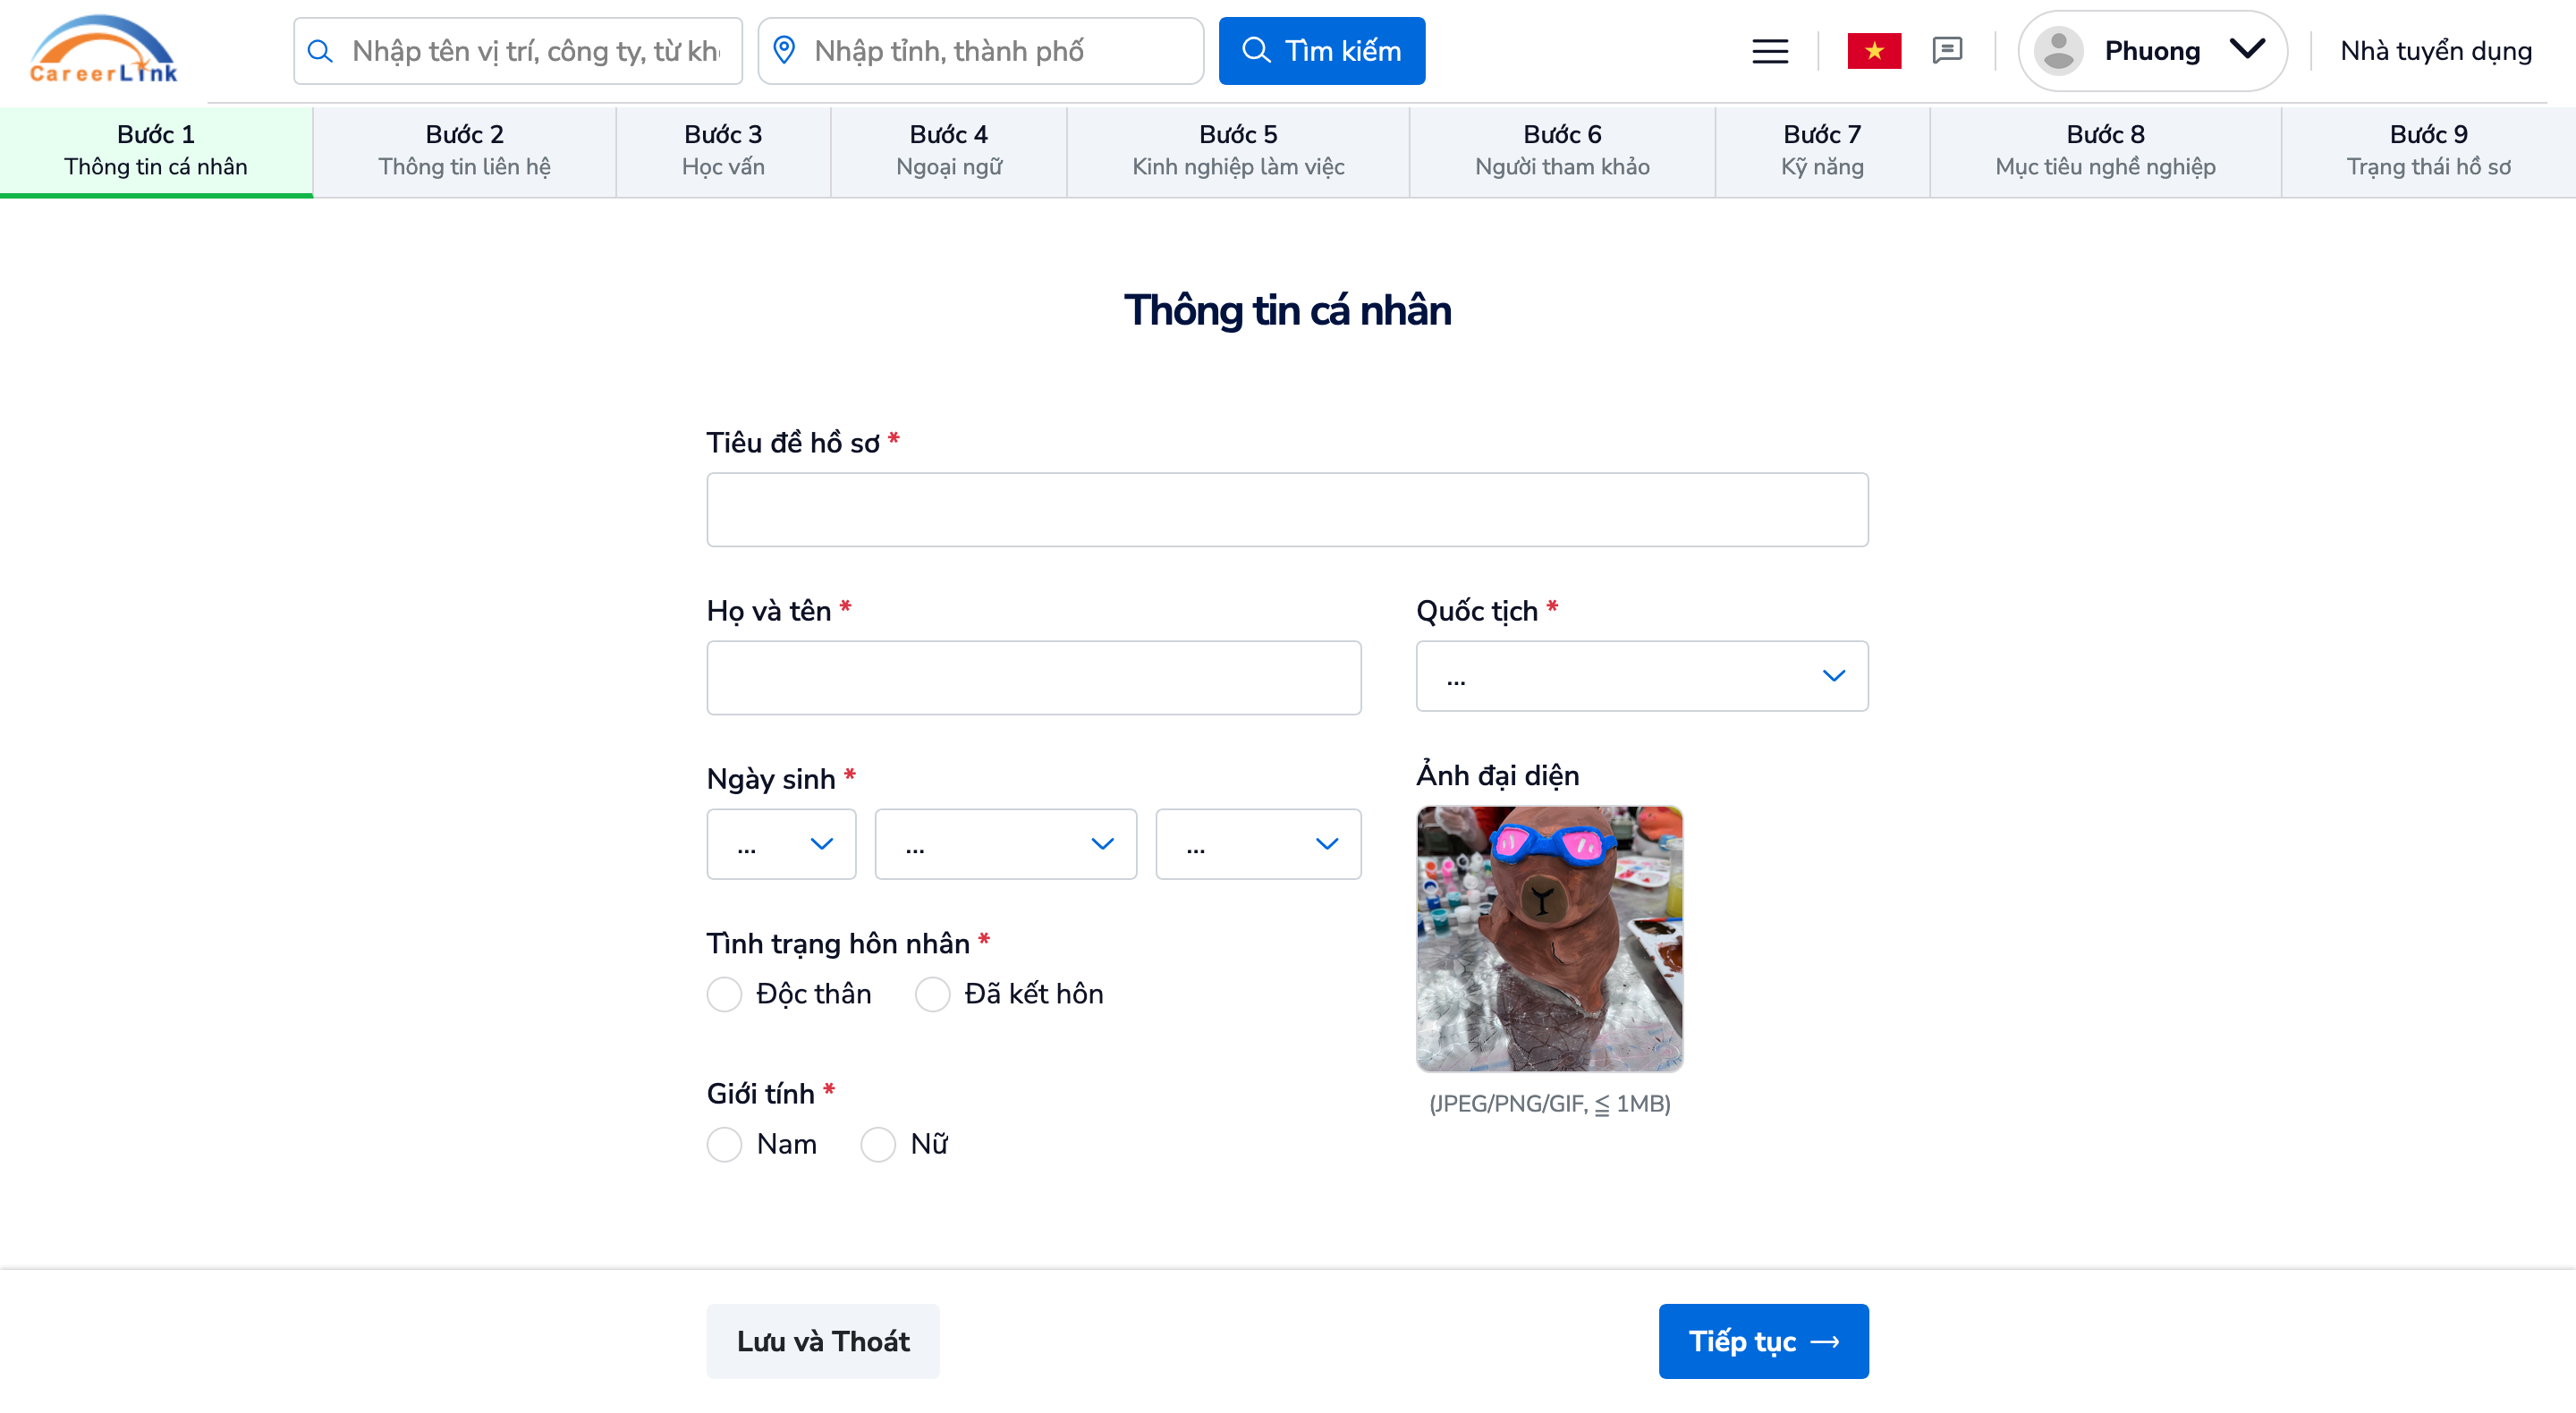 CareerLink
Nhập tên vị trí, công ty, từ kh
Nhập tỉnh, thành phố
Tìm kiếm
Phuong
Nhà tuyển dụng
Bước 1
Thông tin cá nhân
Bước 2
Thông tin liên hệ
Bước 3
Học vấn
Bước 4
Ngoại ngữ
Bước 5
Kinh nghiệp làm việc
Bước 6
Người tham khảo
Bước 7
Kỹ năng
Bước 8
Mục tiêu nghề nghiệp
Bước 9
Trạng thái hồ sơ
Thông tin cá nhân
Tiêu đề hồ sơ *
Họ và tên *
Quốc tịch *
...
Ngày sinh *
... ... ...
Ảnh đại diện
Tình trạng hôn nhân *
Độc thân Đã kết hôn
Giới tính *
Nam Nữ
(JPEG/PNG/GIF, ≦ 1MB)
Lưu và Thoát
Tiếp tục →